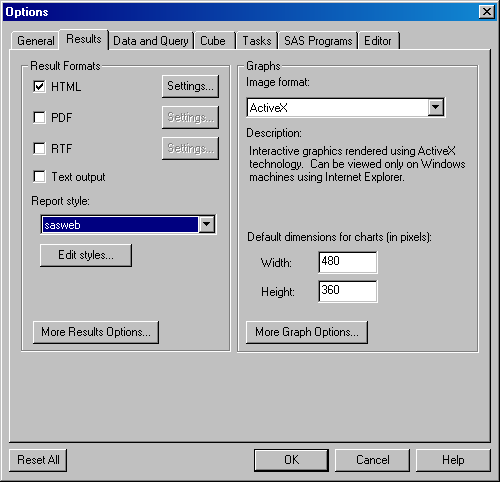 Options
General Results Data and Query Cube Tasks SAS Programs Editor
Result Formats
HTML Settings...
PDF Settings...
RTF Settings...
Text output
Report style:
sasweb
Edit styles...
More Results Options...
Graphs
Image format:
ActiveX
Description:
Interactive graphics rendered using ActiveX
technology. Can be viewed only on Windows
machines using Internet Explorer.
Default dimensions for charts (in pixels):
Width: 480
Height: 360
More Graph Options...
Reset All OK Cancel Help